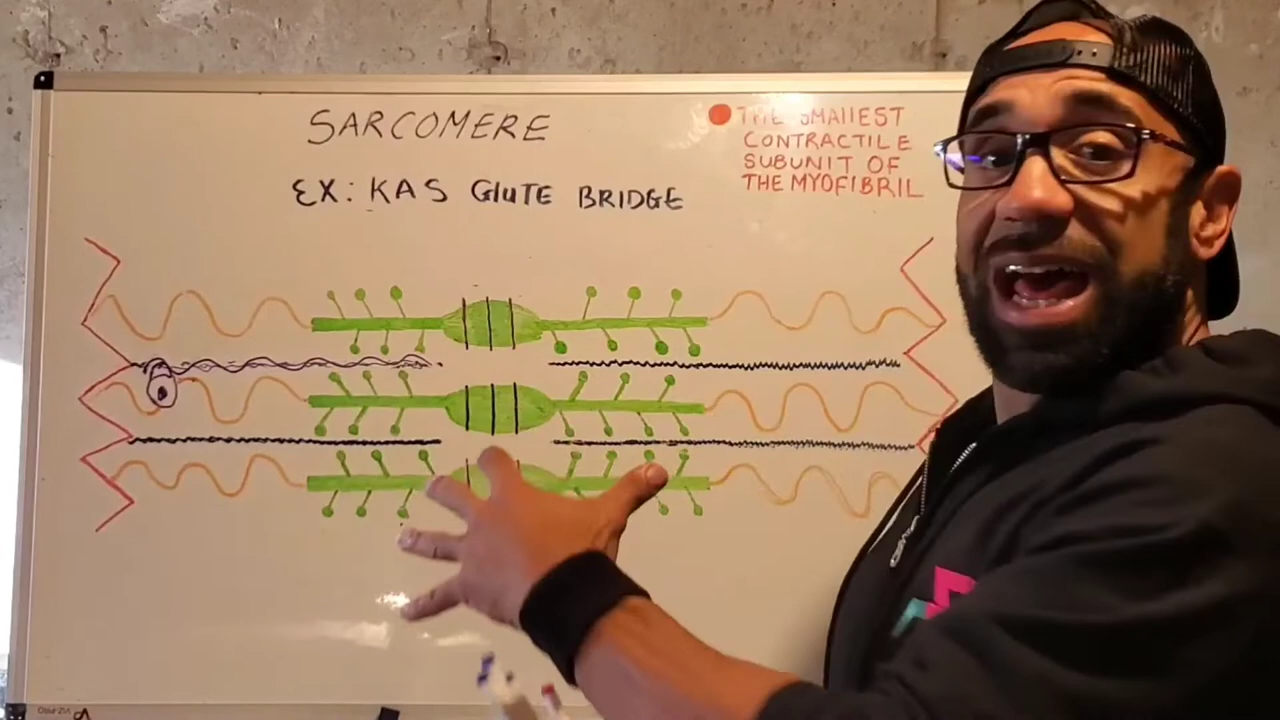 SARCOMERE
EX: KAS GlUTE BRIDGE
THE SMAllEST
CONTRACTILE
SUBUNIT OF
THE MYOFIBRIL